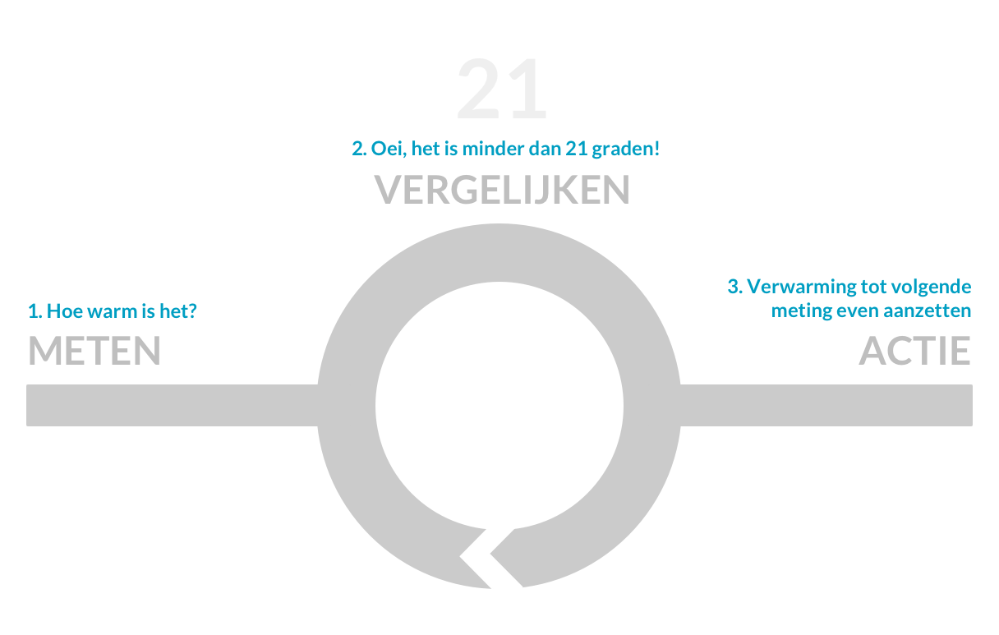 21
2. Oei, het is minder dan 21 graden!
VERGELIJKEN
1. Hoe warm is het?
METEN
3. Verwarming tot volgende
meting even aanzetten
ACTIE